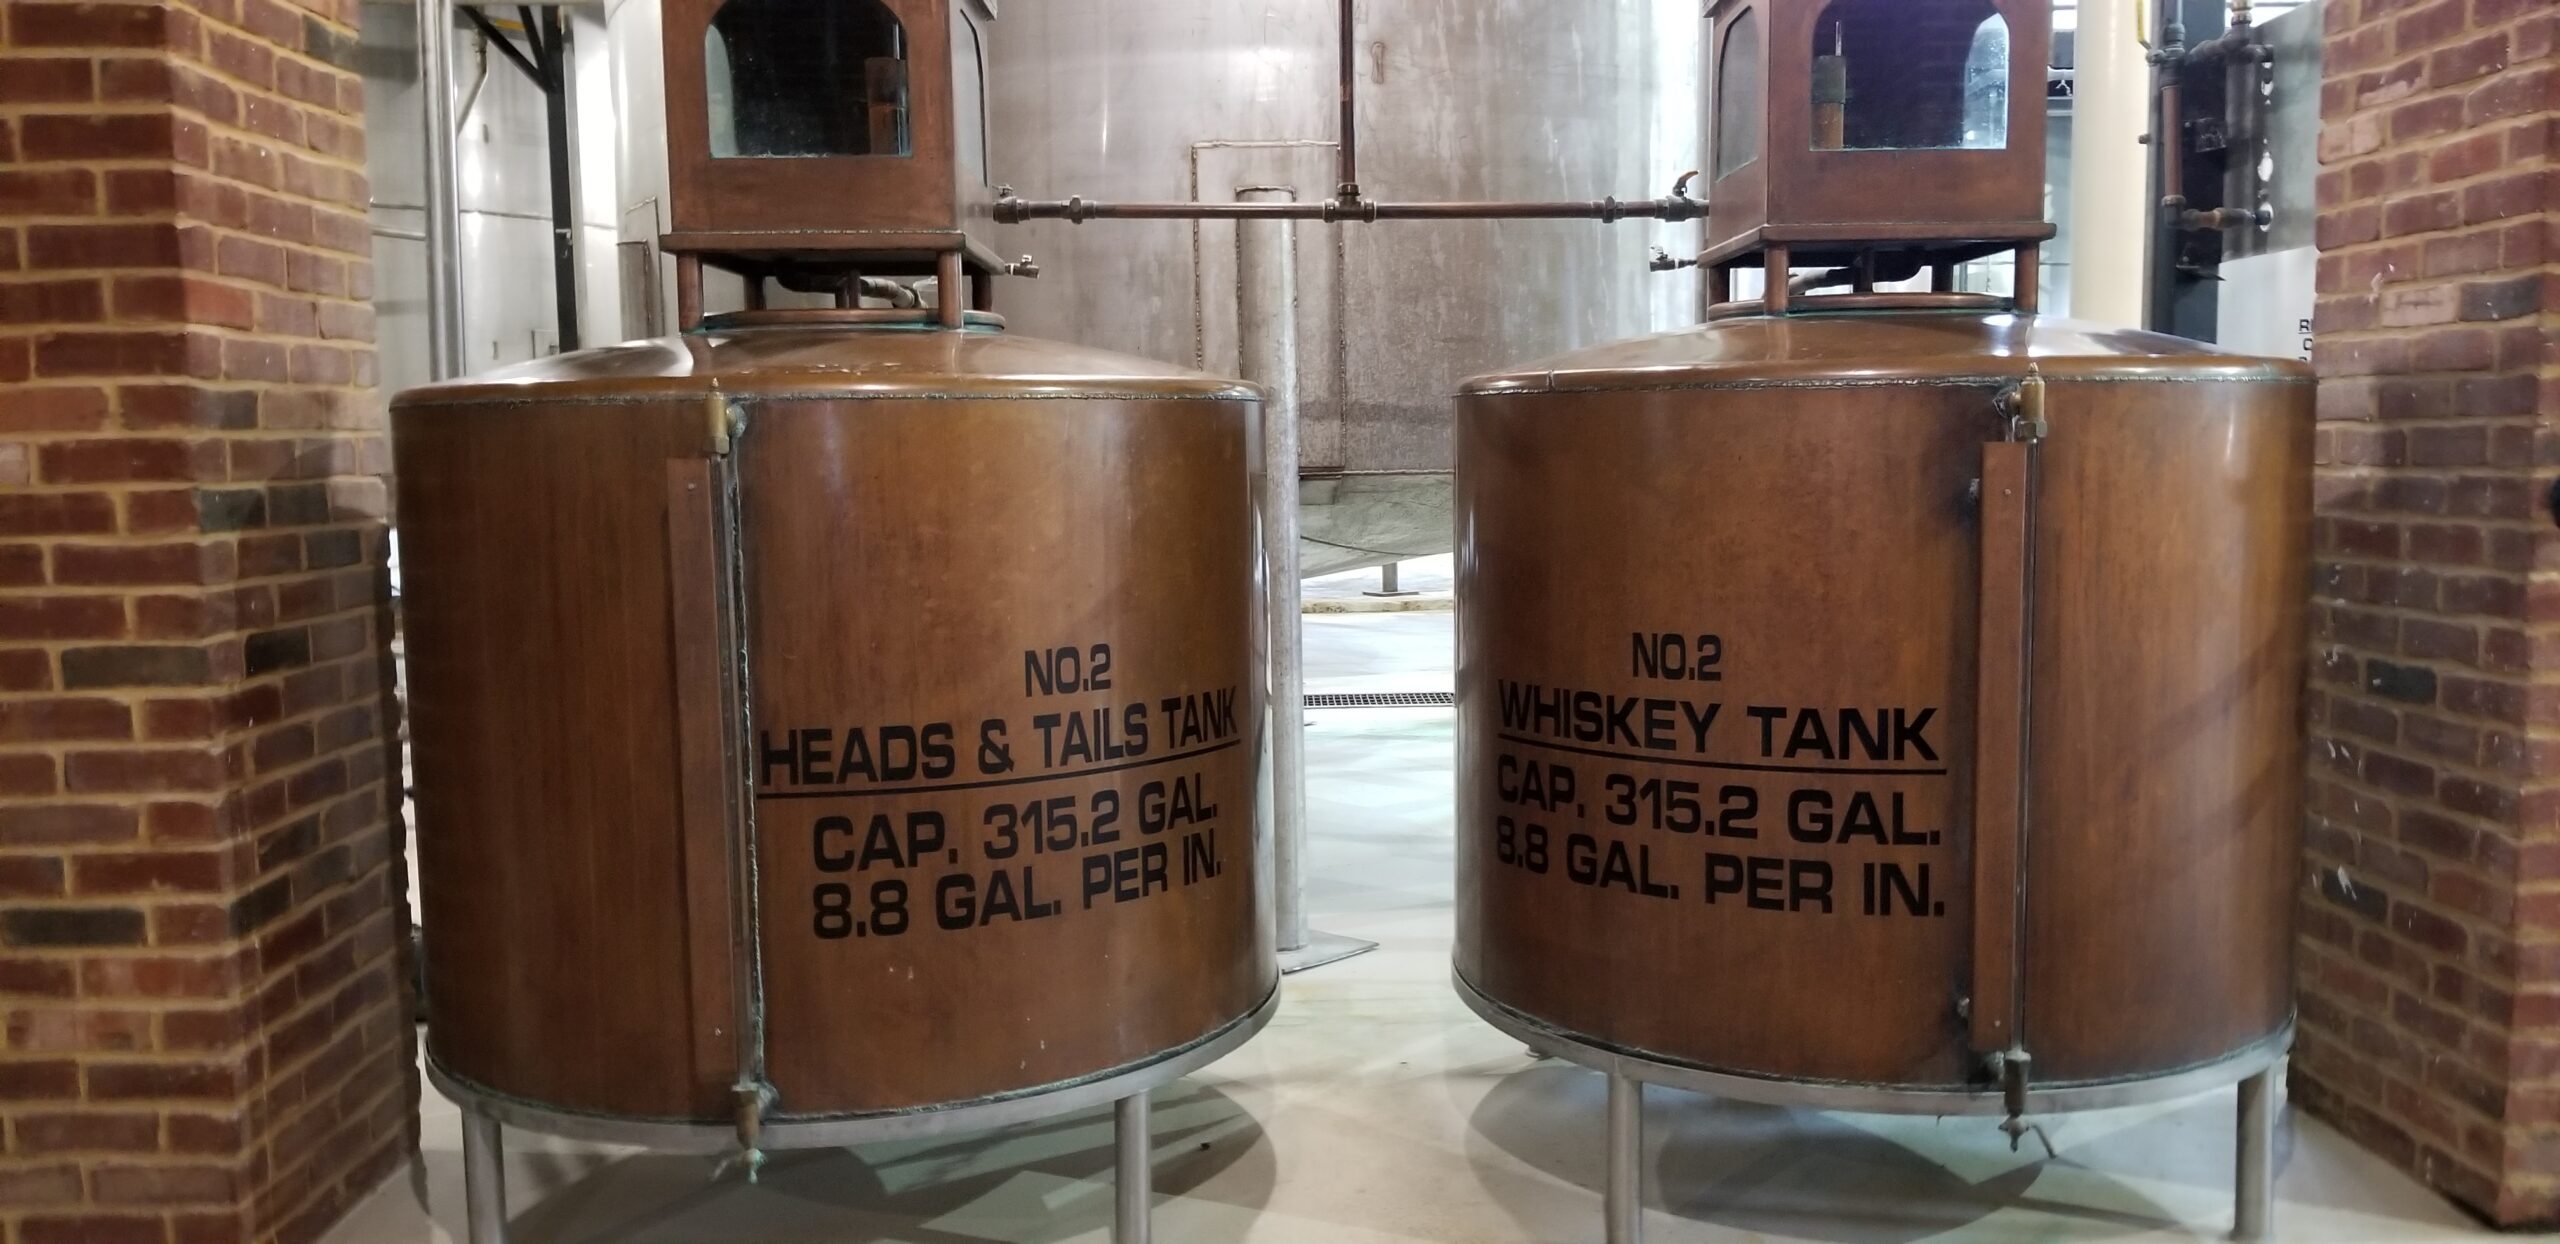 NO.2
HEADS & TAILS TANK
CAP. 315.2 GAL.
8.8 GAL. PER IN.
NO.2
WHISKEY TANK
CAP. 315.2 GAL.
8.8 GAL. PER IN.